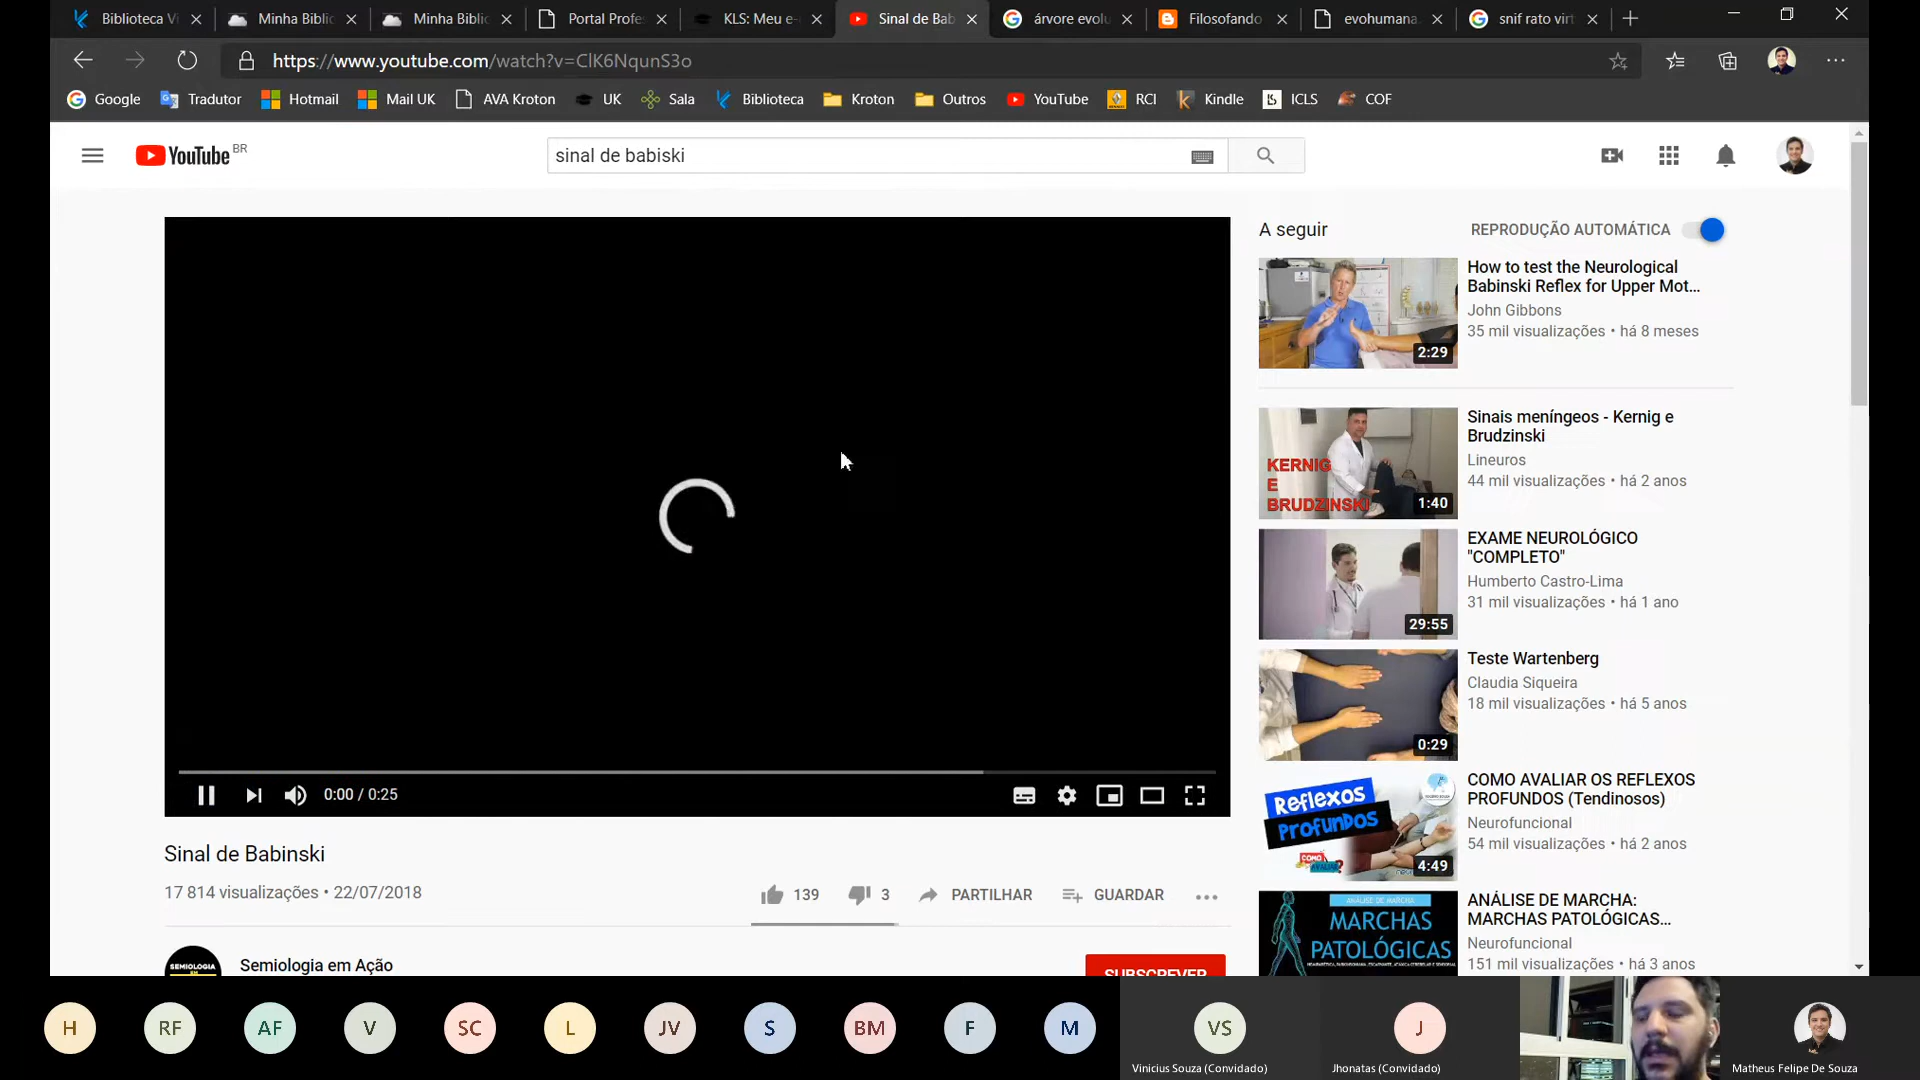 Biblioteca Vi
Minha Biblic
Minha Biblic
Portal Profes
KLS: Meu e-
Sinal de Bab
árvore evolu
Filosofando
evohumana.
snif rato virt
https://www.youtube.com/watch?v=ClK6NqunS3o
Google
Tradutor
Hotmail
Mail UK
AVA Kroton
UK
Sala
Biblioteca
Kroton
Outros
YouTube
RCI
Kindle
ICLS
COF
YouTube BR
sinal de babiski
A seguir
REPRODUÇÃO AUTOMÁTICA
How to test the Neurological
Babinski Reflex for Upper Mot...
John Gibbons
35 mil visualizações • há 8 meses
2:29
Sinais meníngeos - Kernig e
Brudzinski
Lineuros
44 mil visualizações • há 2 anos
KERNIG
E
BRUDZINSKI
1:40
EXAME NEUROLÓGICO
"COMPLETO"
Humberto Castro-Lima
31 mil visualizações • há 1 ano
29:55
Teste Wartenberg
Claudia Siqueira
18 mil visualizações • há 5 anos
0:29
COMO AVALIAR OS REFLEXOS
PROFUNDOS (Tendinosos)
Neurofuncional
54 mil visualizações • há 2 anos
Reflexos
Profundos
COMO
AVALIAR?
4:49
ANÁLISE DE MARCHA:
MARCHAS PATOLÓGICAS...
Neurofuncional
151 mil visualizações • há 3 anos
ANÁLISE DE MARCHA
MARCHAS
PATOLÓGICAS
0:00 / 0:25
Sinal de Babinski
17 814 visualizações • 22/07/2018
139
3
PARTILHAR
GUARDAR
SEMIOLOGIA
Semiologia em Ação
SUBSCREVER
H
RF
AF
V
SC
L
JV
S
BM
F
M
VS
Vinicius Souza (Convidado)
J
Jhonatas (Convidado)
Matheus Felipe De Souza